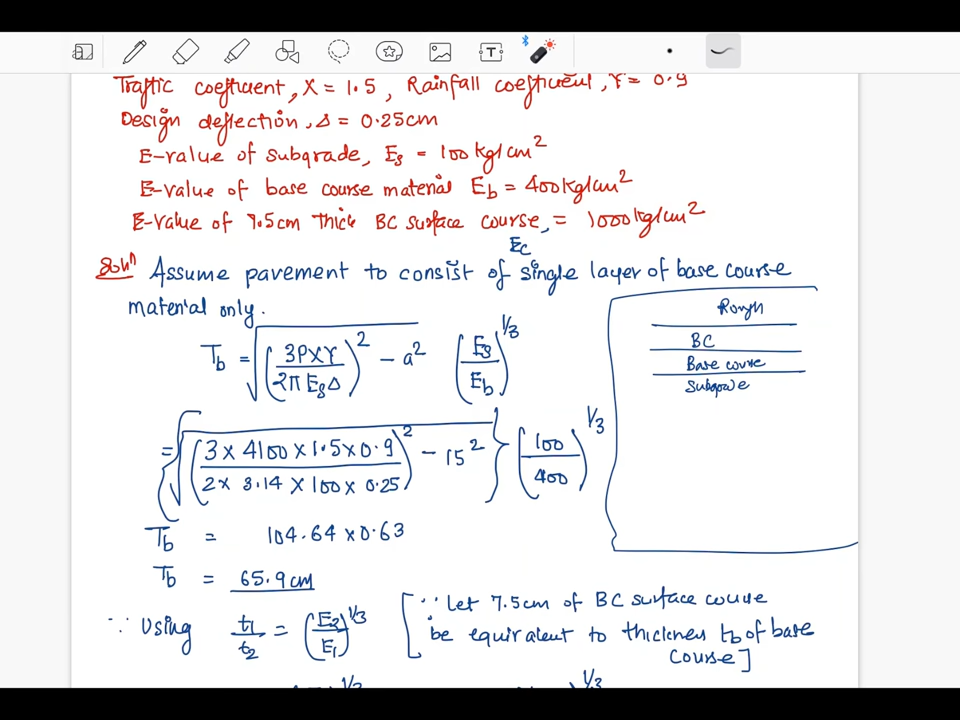 Traffic coefficient, X = 1.5, Rainfall coefficient, Y = 0.9
Design deflection, Δ = 0.25cm
E-value of subgrade, Es = 100kg/cm²
E-value of base course material Eb = 400kg/cm²
E-value of 7.5cm thick BC surface course, = 1000kg/cm²
Ec
Solⁿ Assume pavement to consist of single layer of base course
material only.
Rough
BC
Base course
Subgrade
Tb = √((3PXY / 2π Es Δ)² - a²) (Es / Eb)^1/3
= {√((3 × 4100 × 1.5 × 0.9 / 2 × 3.14 × 100 × 0.25)² - 15²)} (100 / 400)^1/3
Tb = 104.64 × 0.63
Tb = 65.9cm
∵ Using t1 / t2 = (E2 / E1)^1/3 [∵ Let 7.5cm of BC surface course
be equivalent to thickness tb of base
course]